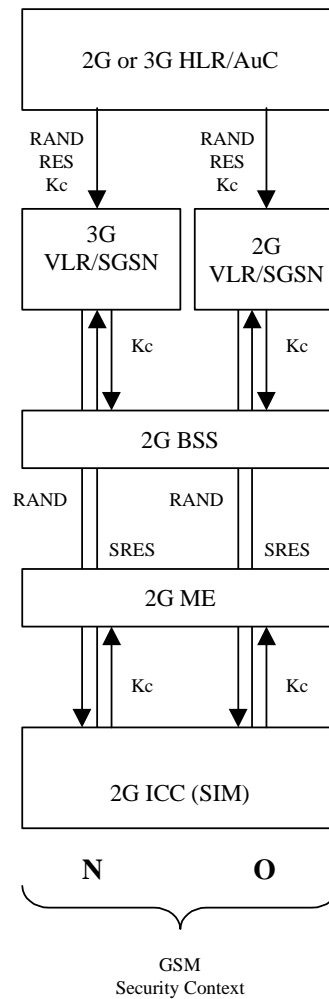 2G or 3G HLR/AuC
RAND
RES
Kc
RAND
RES
Kc
3G
VLR/SGSN
2G
VLR/SGSN
Kc
Kc
2G BSS
RAND
RAND
SRES
SRES
2G ME
Kc
Kc
2G ICC (SIM)
N
O
GSM
Security Context